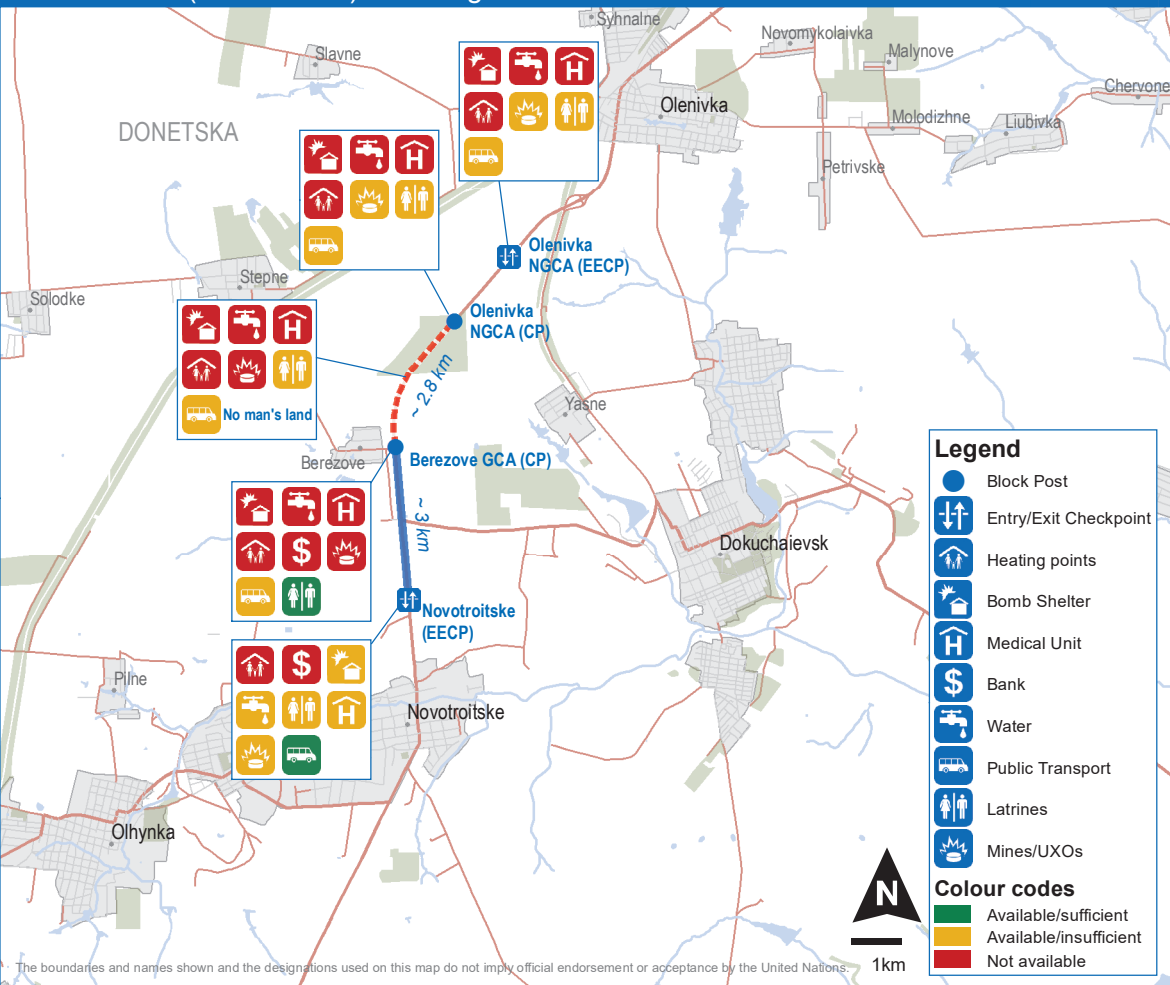 Syhnalne
Novomykolaivka
Slavne
Malynove
Chervone
Olenivka
Molodizhne
Liubivka
DONETSKA
Petrivske
Olenivka
NGCA (EECP)
Stepne
Solodke
Olenivka
NGCA (CP)
~ 2.8 km
No man's land
Yasne
Berezove
Berezove GCA (CP)
~ 3 km
Dokuchaievsk
Novotroitske
(EECP)
Pilne
Novotroitske
Olhynka
Legend
Block Post
Entry/Exit Checkpoint
Heating points
Bomb Shelter
Medical Unit
Bank
Water
Public Transport
Latrines
Mines/UXOs
Colour codes
Available/sufficient
Available/insufficient
Not available
N
1km
The boundaries and names shown and the designations used on this map do not imply official endorsement or acceptance by the United Nations.